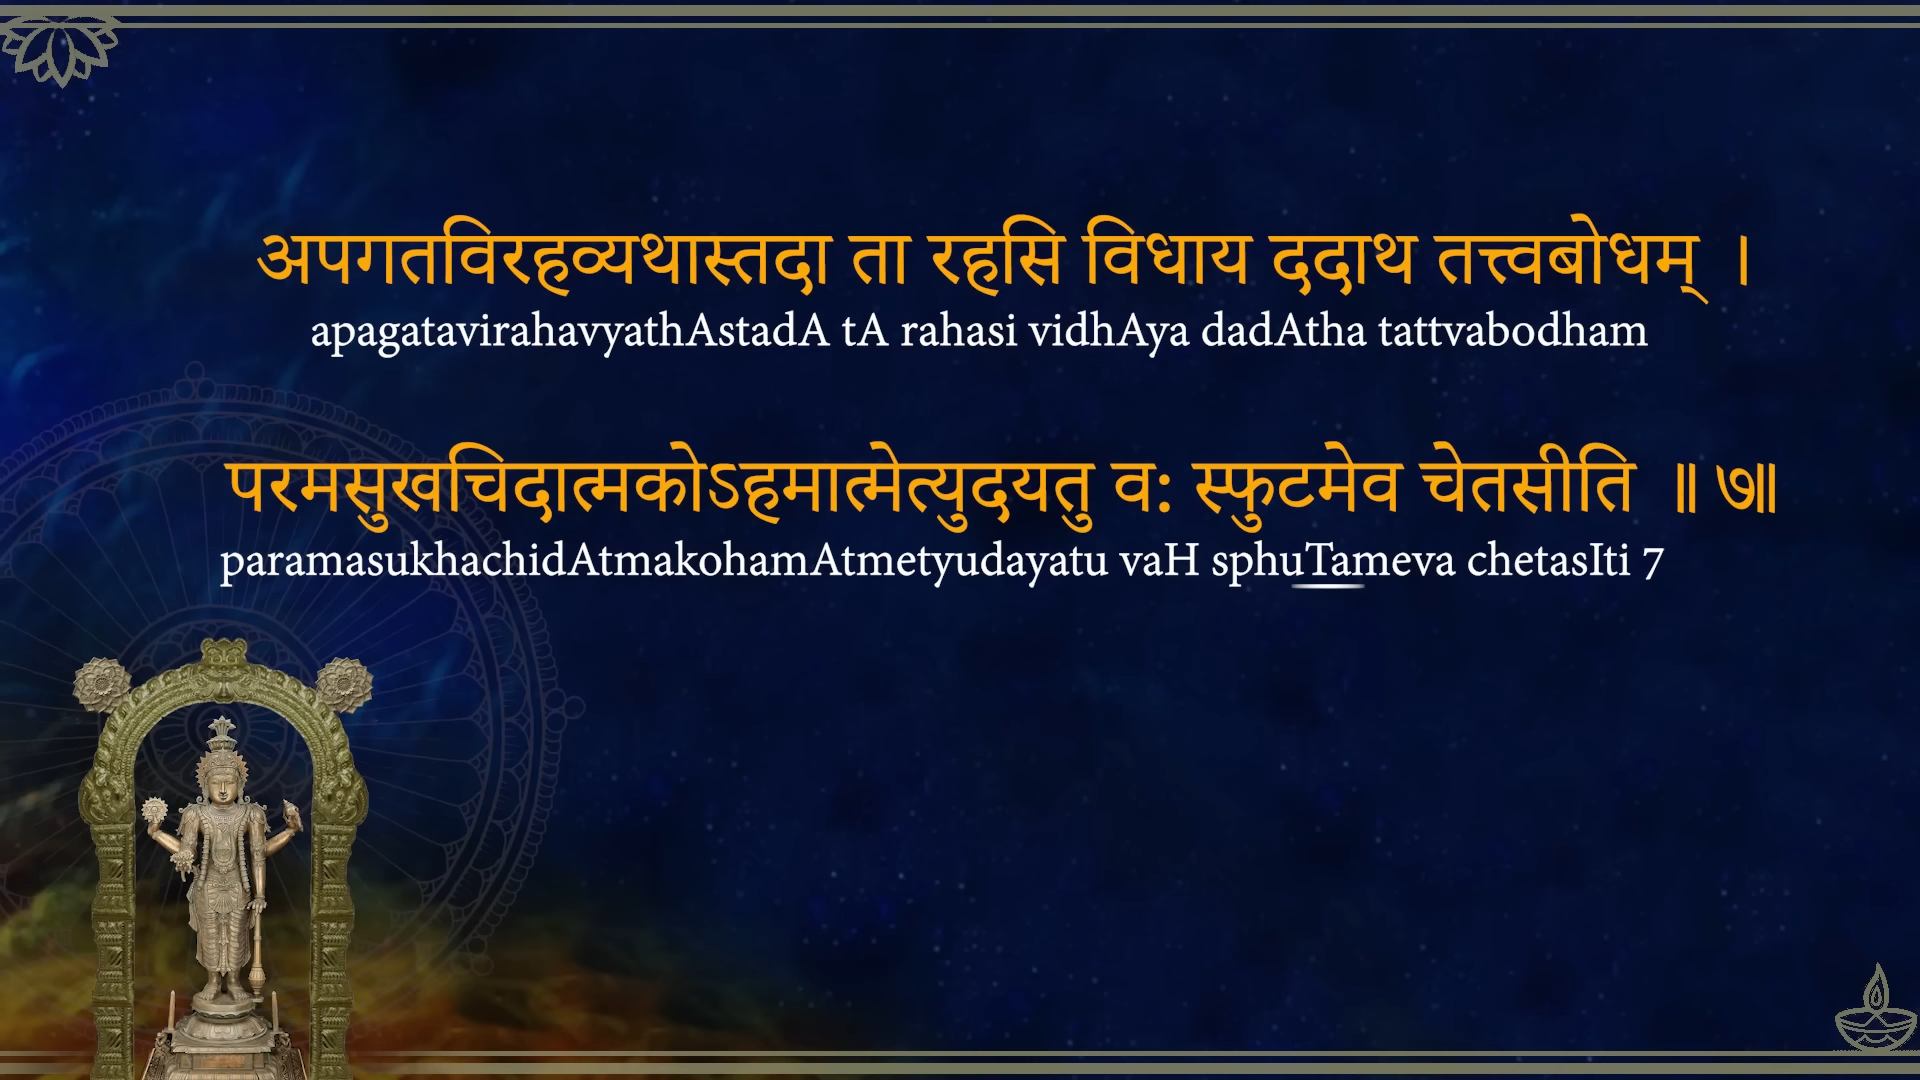 अपगतविरहव्यथास्तदा ता रहसि विधाय ददाथ तत्त्वबोधम् ।
apagatavirahavyathAstadA tA rahasi vidhAya dadAtha tattvabodham
परमसुखचिदात्मकोऽहमात्मेत्युदयतु व: स्फुटमेव चेतसीति ॥ ७॥
paramasukhachidAtmakohamAtmetyudayatu vaH sphuTameva chetasIti 7